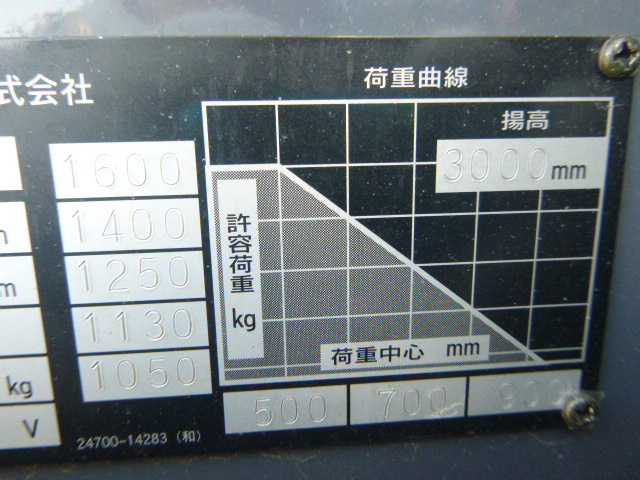 式会社
荷重曲線
揚高
3000mm
1600
1400
1250
1130
1050
許容荷重
kg
荷重中心 mm
500 700 900
m
kg
V
24700-14283 (和)